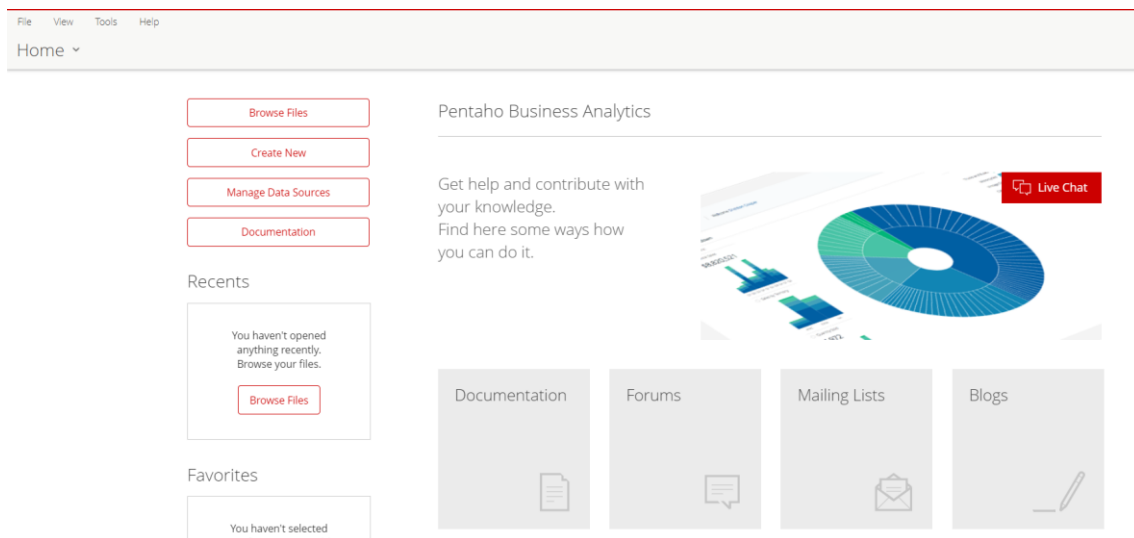 File View Tools Help
Home
Browse Files
Create New
Manage Data Sources
Documentation
Recents
You haven't opened
anything recently.
Browse your files.
Browse Files
Favorites
You haven't selected
Pentaho Business Analytics
Get help and contribute with
your knowledge.
Find here some ways how
you can do it.
Live Chat
Documentation
Forums
Mailing Lists
Blogs